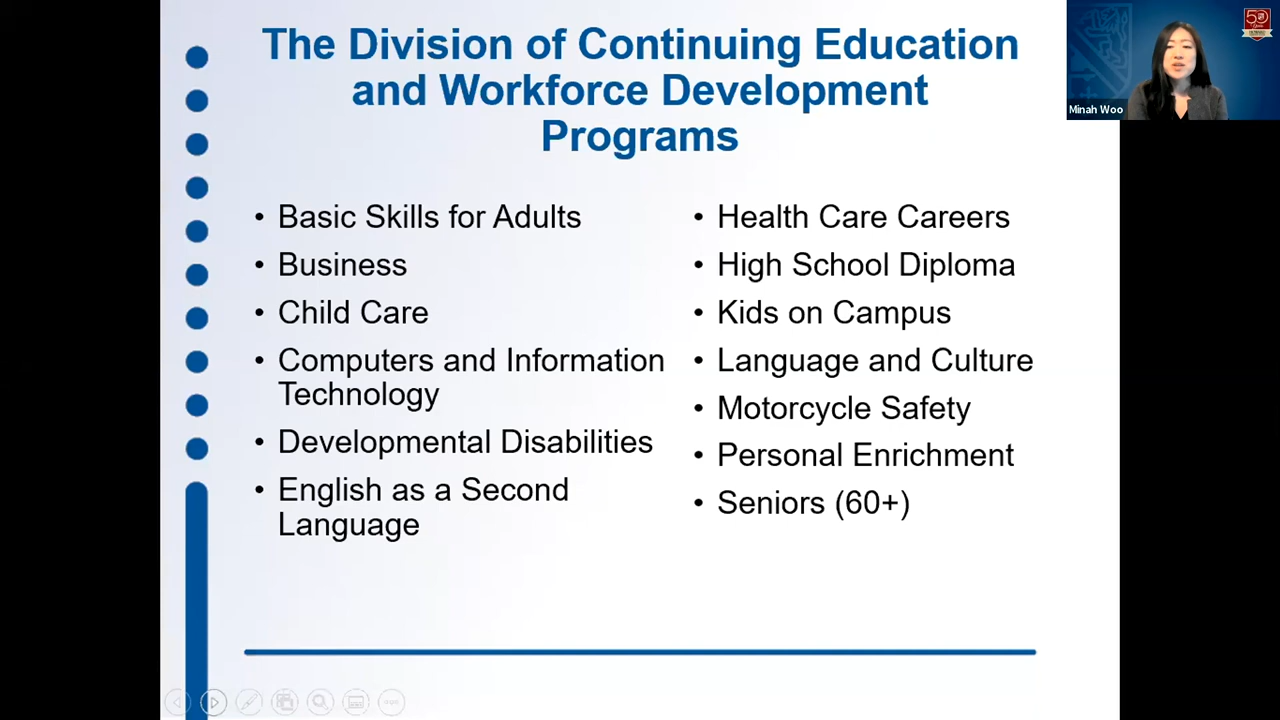 The Division of Continuing Education
and Workforce Development
Programs
• Basic Skills for Adults
• Business
• Child Care
• Computers and Information
Technology
• Developmental Disabilities
• English as a Second
Language
• Health Care Careers
• High School Diploma
• Kids on Campus
• Language and Culture
• Motorcycle Safety
• Personal Enrichment
• Seniors (60+)
Minah Woo
50